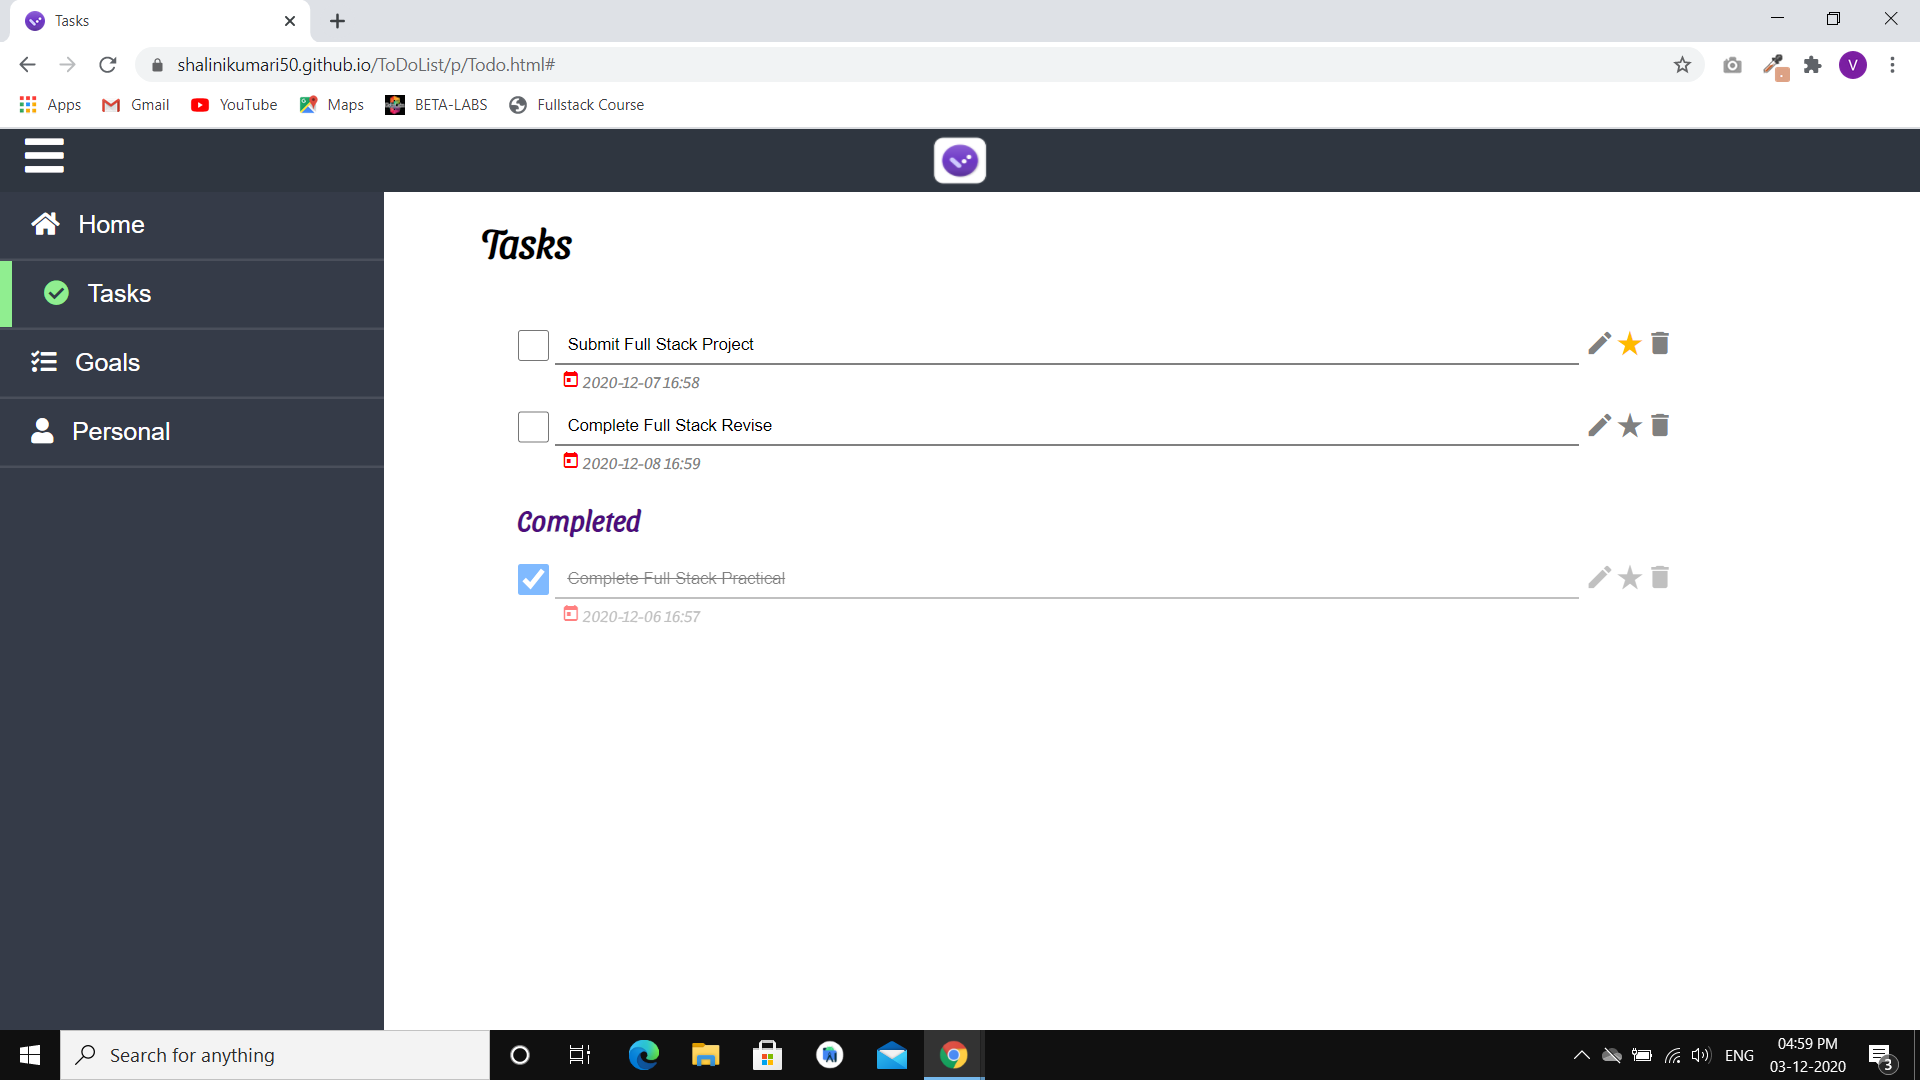 Tasks
shalinikumari50.github.io/ToDoList/p/Todo.html#
V
Apps Gmail YouTube Maps BETA-LABS Fullstack Course
Home
Tasks
Goals
Personal
Tasks
Submit Full Stack Project
2020-12-07 16:58
Complete Full Stack Revise
2020-12-08 16:59
Completed
Complete Full Stack Practical
2020-12-06 16:57
Search for anything
ENG
04:59 PM
03-12-2020
3